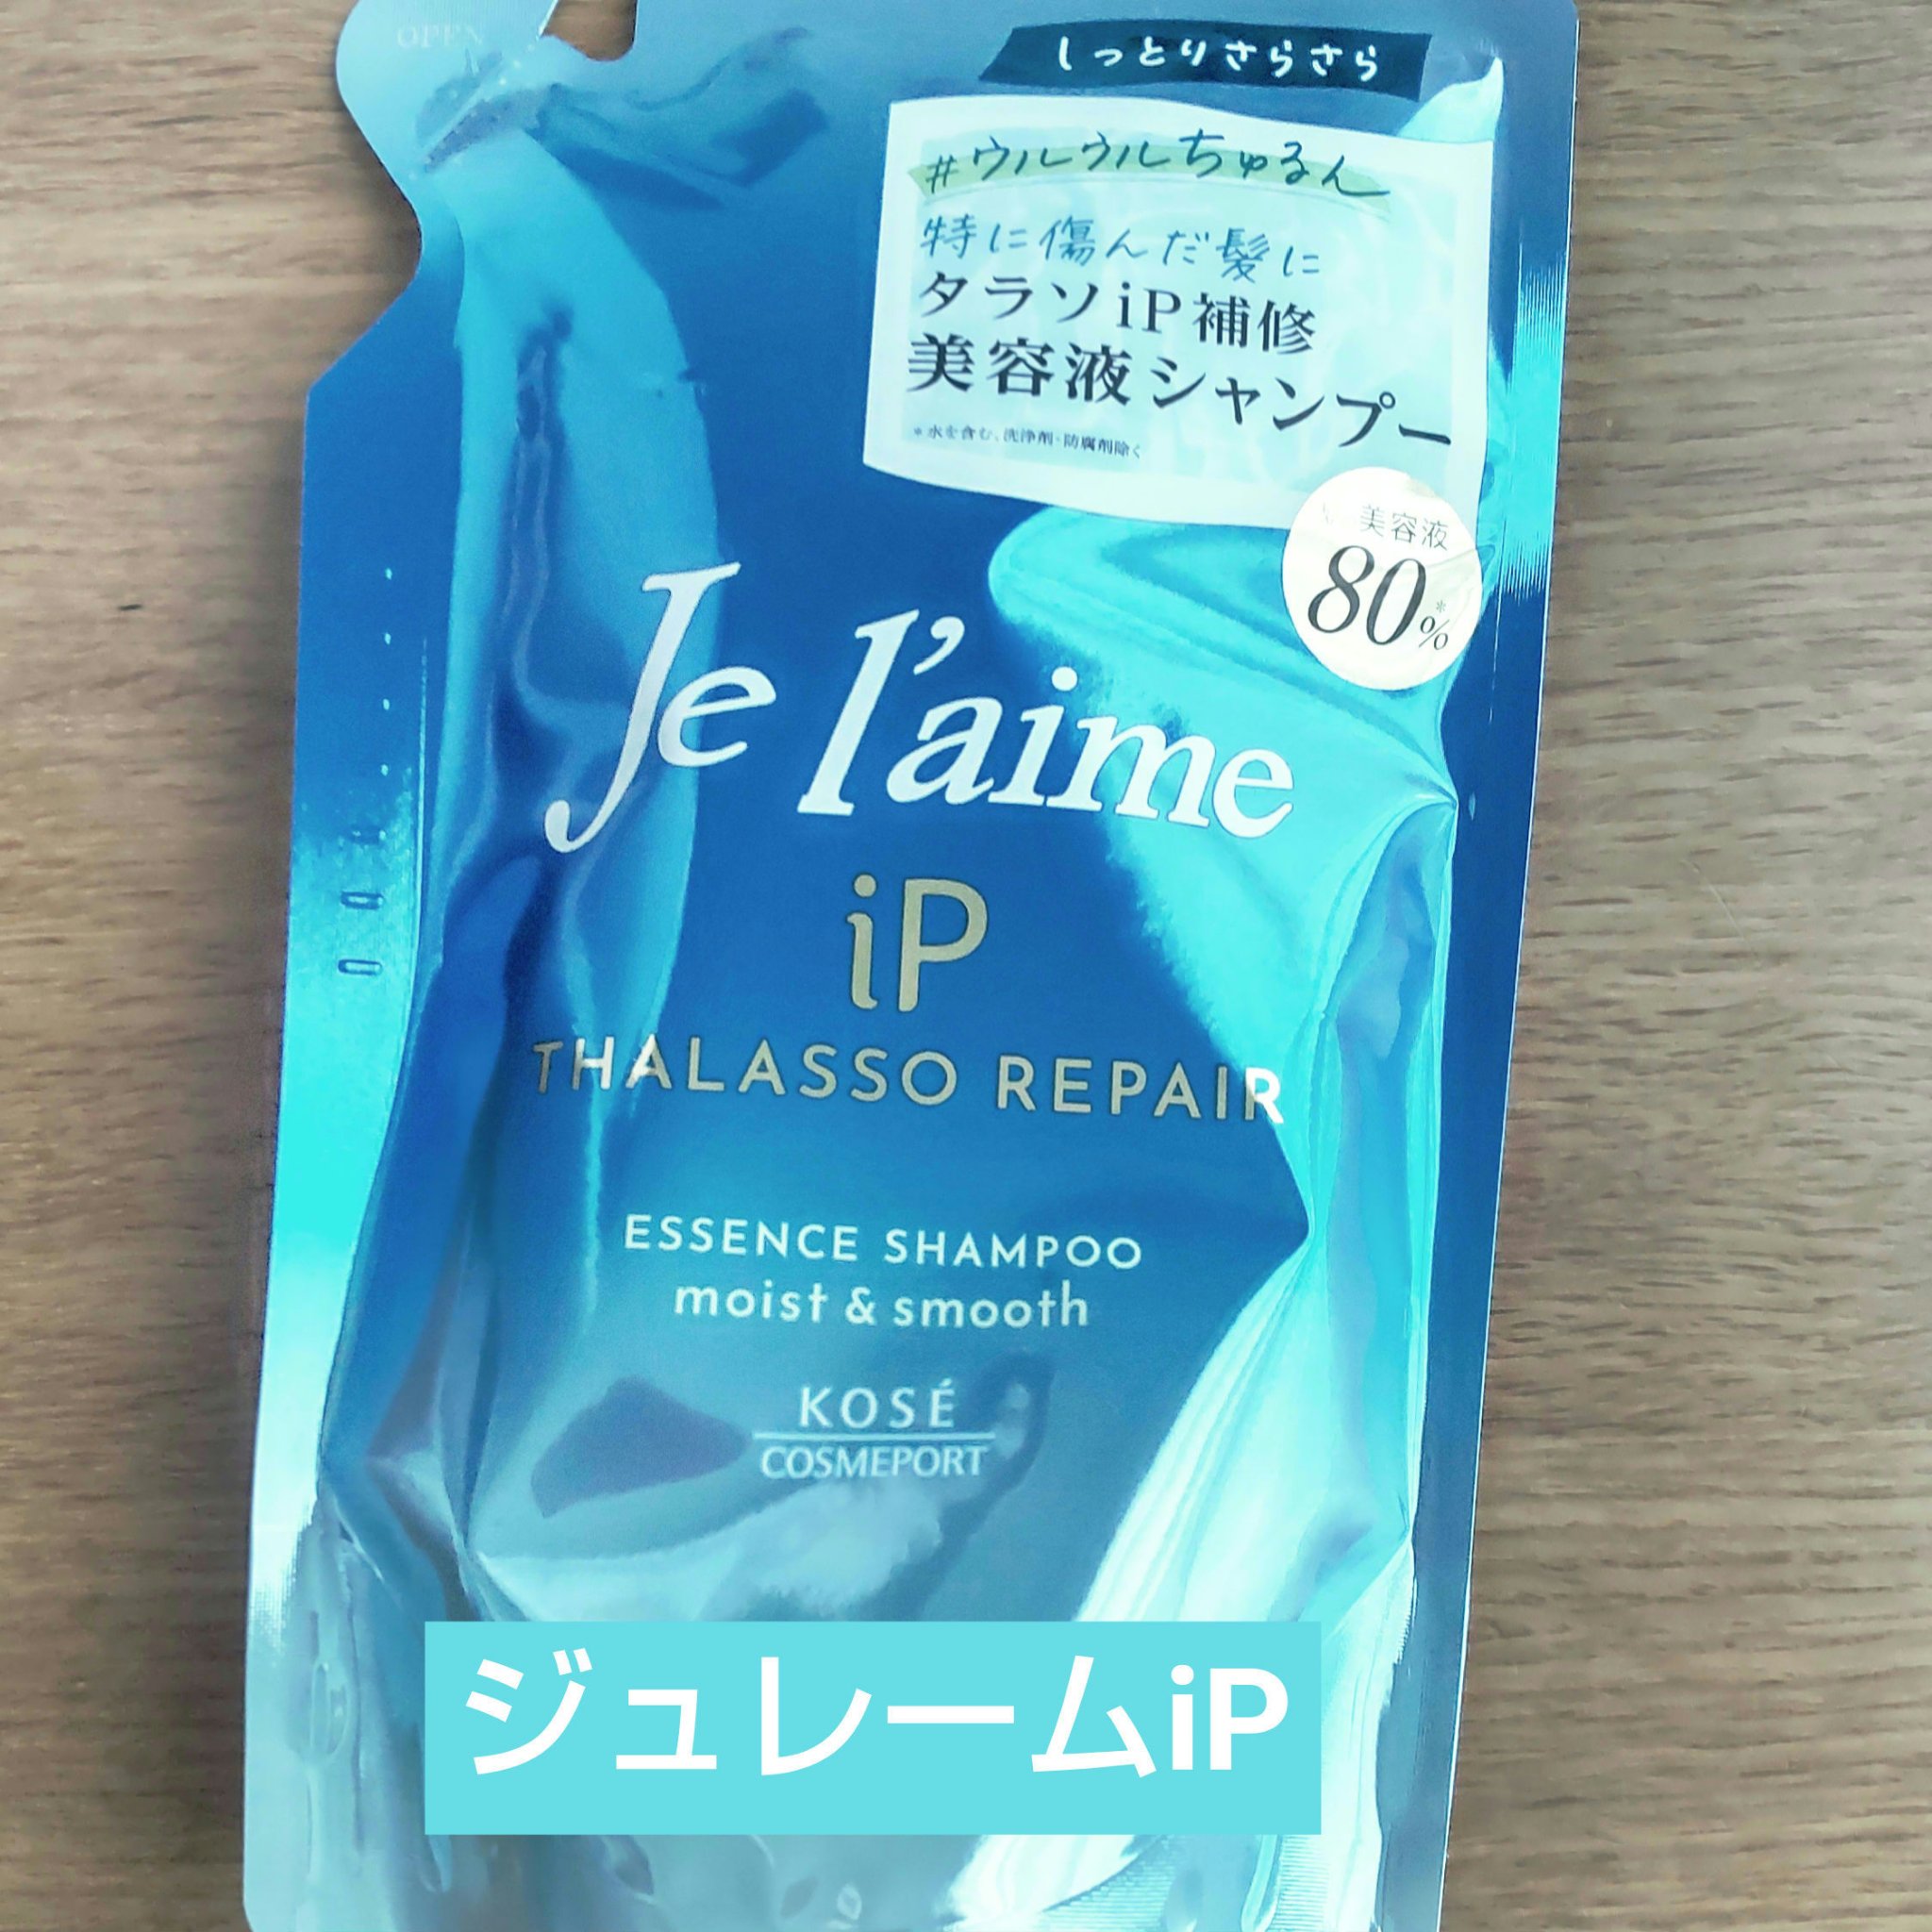 OPEN
しっとりさらさら
#ウルウルちゅるん
特に傷んだ髪に
タラソiP補修
美容液シャンプー
*水を含む、洗浄剤・防腐剤除く
美容液
80*%
Je l'aime
iP
THALASSO REPAIR
ESSENCE SHAMPOO
moist & smooth
KOSÉ
COSMEPORT
ジュレームiP